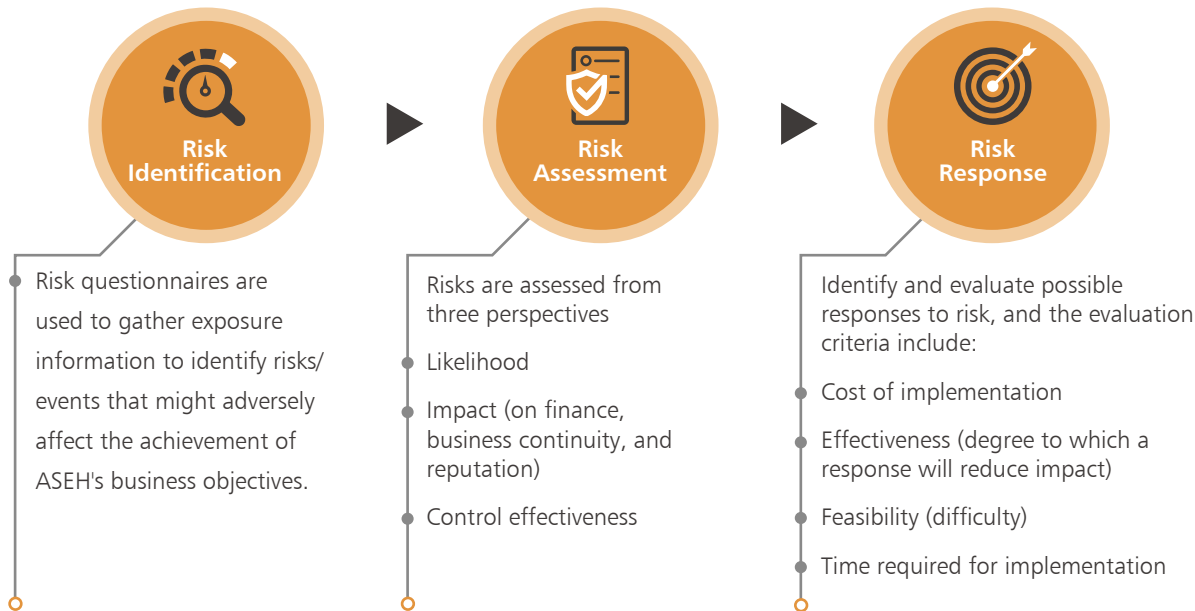 Risk
Identification
Risk questionnaires are
used to gather exposure
information to identify risks/
events that might adversely
affect the achievement of
ASEH's business objectives.
Risk
Assessment
Risks are assessed from
three perspectives
Likelihood
Impact (on finance,
business continuity, and
reputation)
Control effectiveness
Risk
Response
Identify and evaluate possible
responses to risk, and the evaluation
criteria include:
Cost of implementation
Effectiveness (degree to which a
response will reduce impact)
Feasibility (difficulty)
Time required for implementation